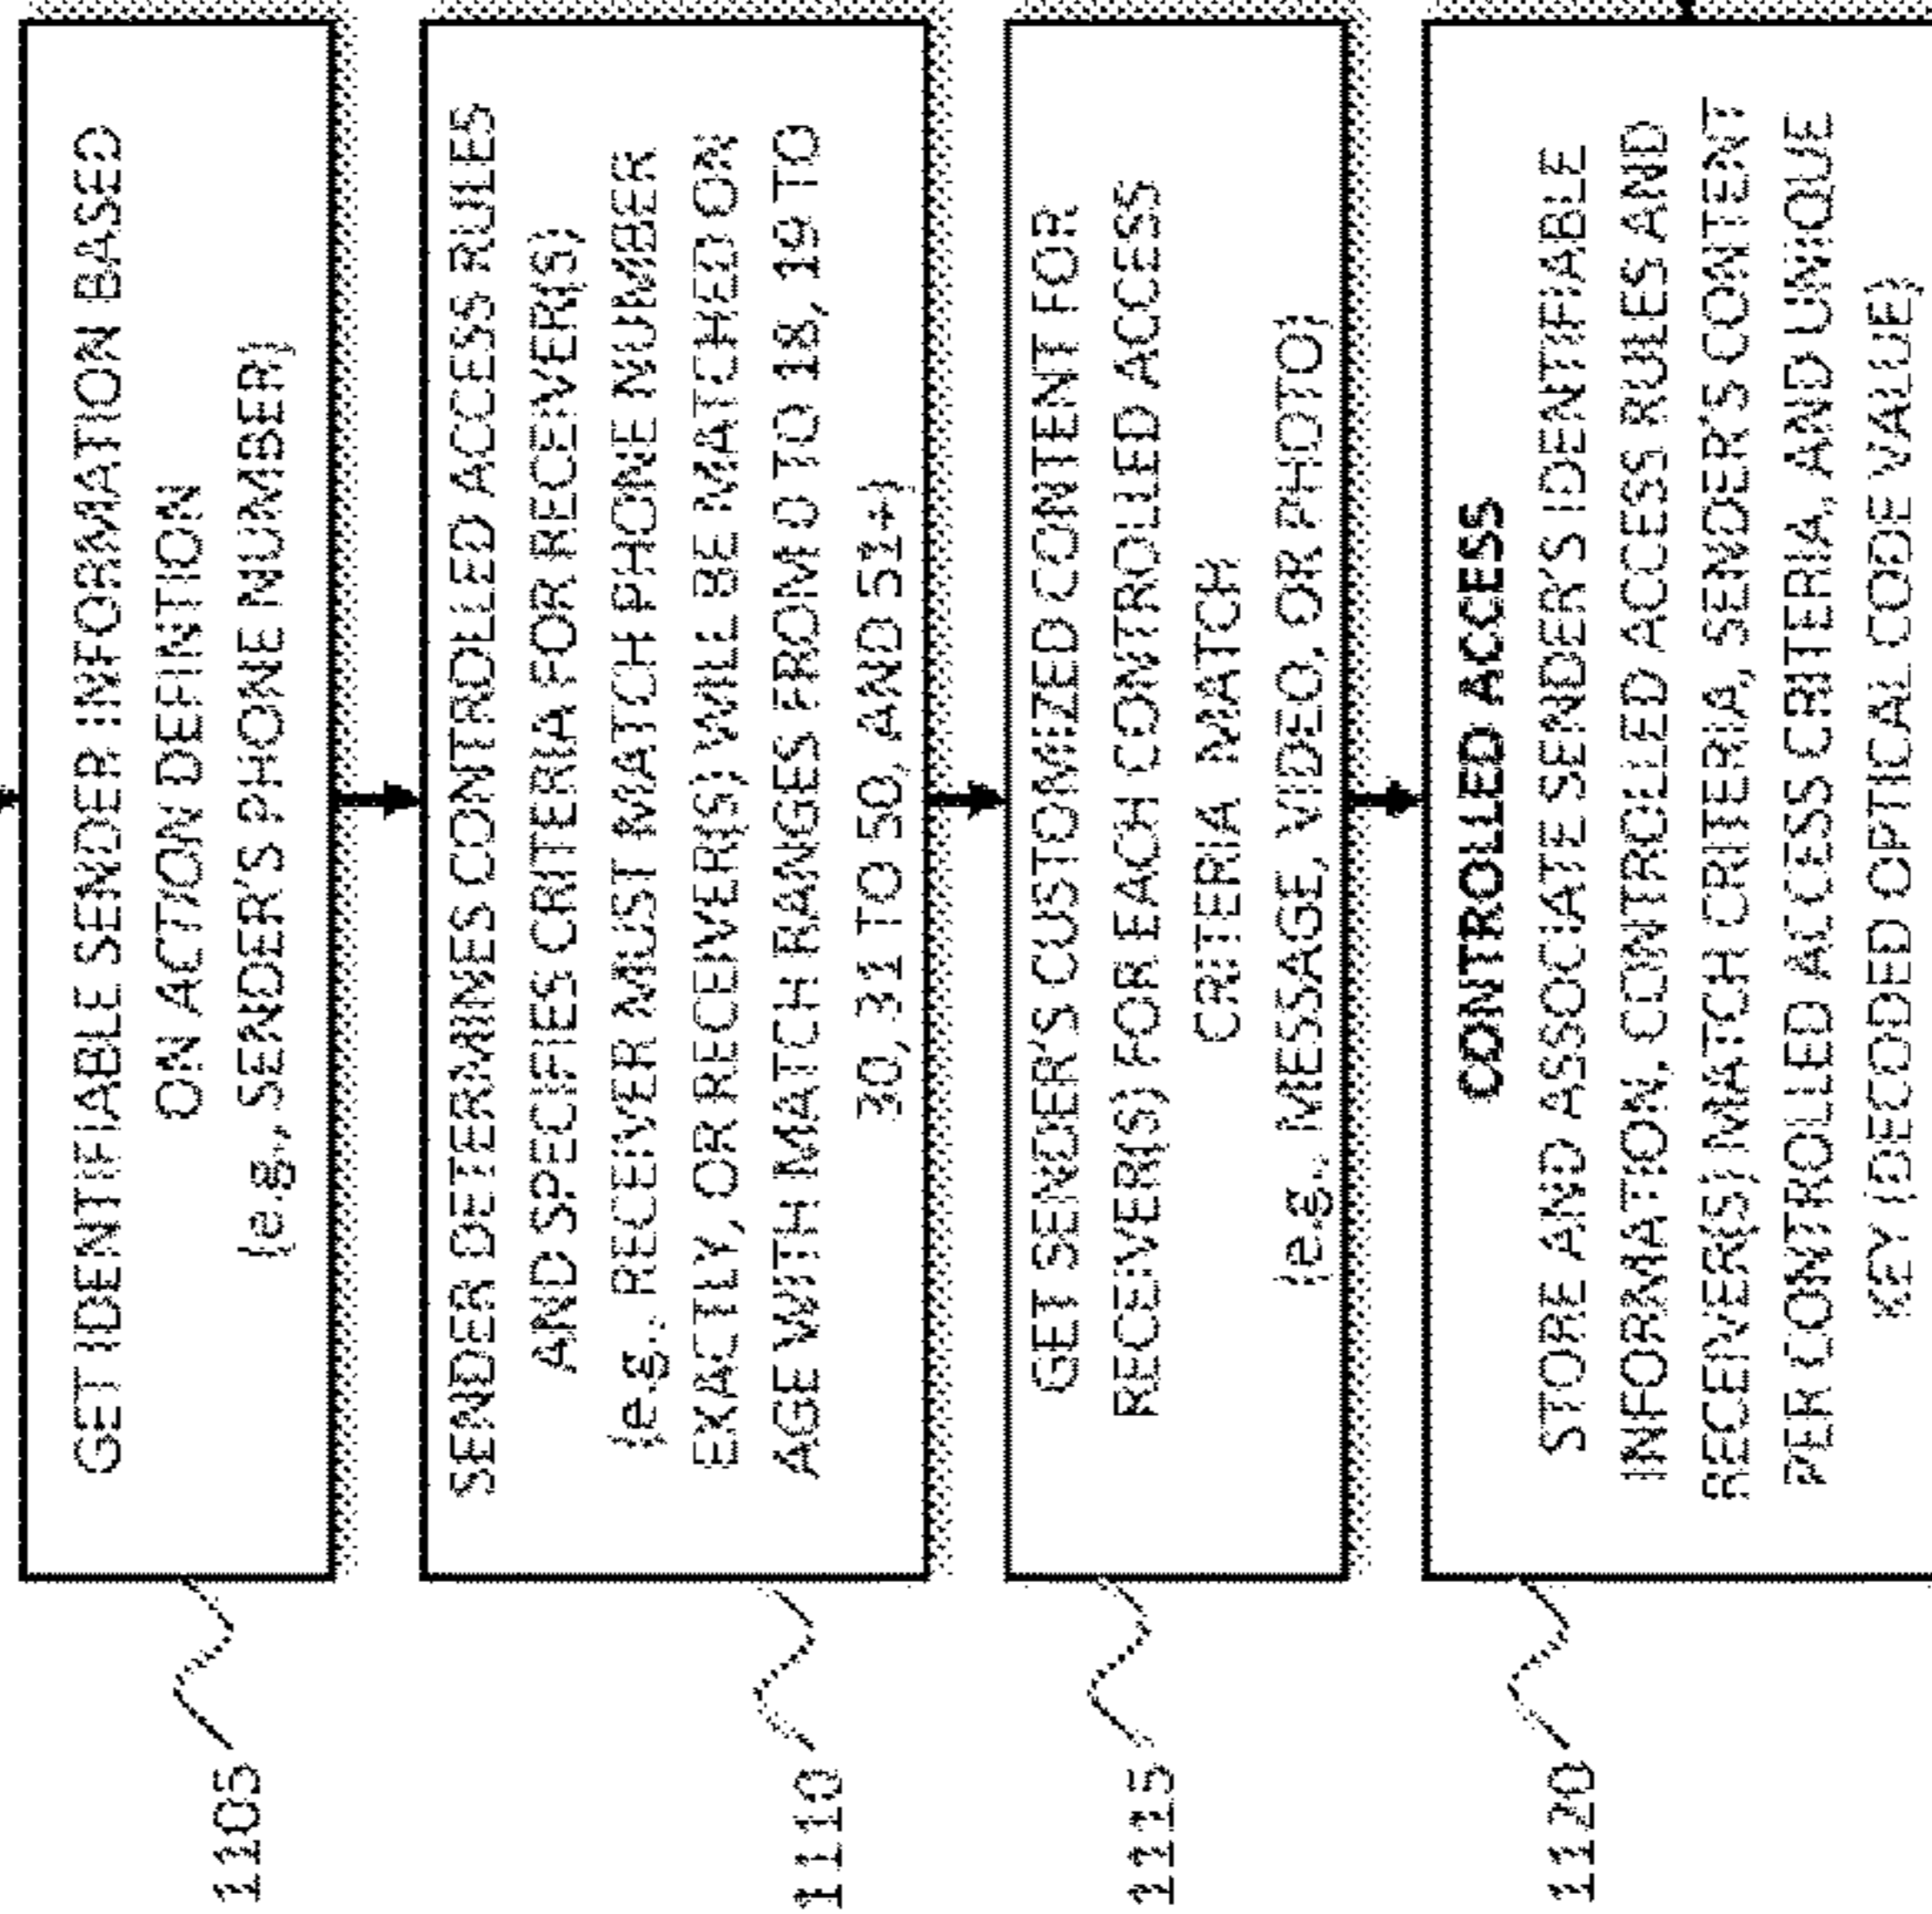 1105
GET IDENTIFIABLE SENDER INFORMATION BASED
ON ACTION DEFINITION
(e.g., SENDER'S PHONE NUMBER)
1110
SENDER DETERMINES CONTROLLED ACCESS RULES
AND SPECIFIES CRITERIA FOR RECEIVER(S)
(e.g., RECEIVER MUST MATCH PHONE NUMBER
EXACTLY, OR RECEIVER(S) WILL BE MATCHED ON
AGE WITH MATCH RANGES FROM 0 TO 18, 19 TO
30, 31 TO 50, AND 51+)
1115
GET SENDER'S CUSTOMIZED CONTENT FOR
RECEIVER(S) FOR EACH CONTROLLED ACCESS
CRITERIA MATCH
(e.g., MESSAGE, VIDEO, OR PHOTO)
1120
CONTROLLED ACCESS
STORE AND ASSOCIATE SENDER'S IDENTIFIABLE
INFORMATION, CONTROLLED ACCESS RULES AND
RECEIVER(S) MATCH CRITERIA, SENDER'S CONTENT
PER CONTROLLED ACCESS CRITERIA, AND UNIQUE
KEY (DECODED OPTICAL CODE VALUE)